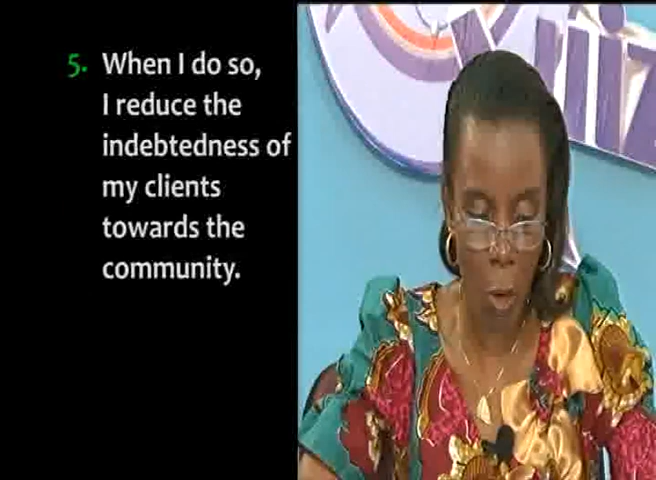 5. When I do so,
I reduce the
indebtedness of
my clients
towards the
community.